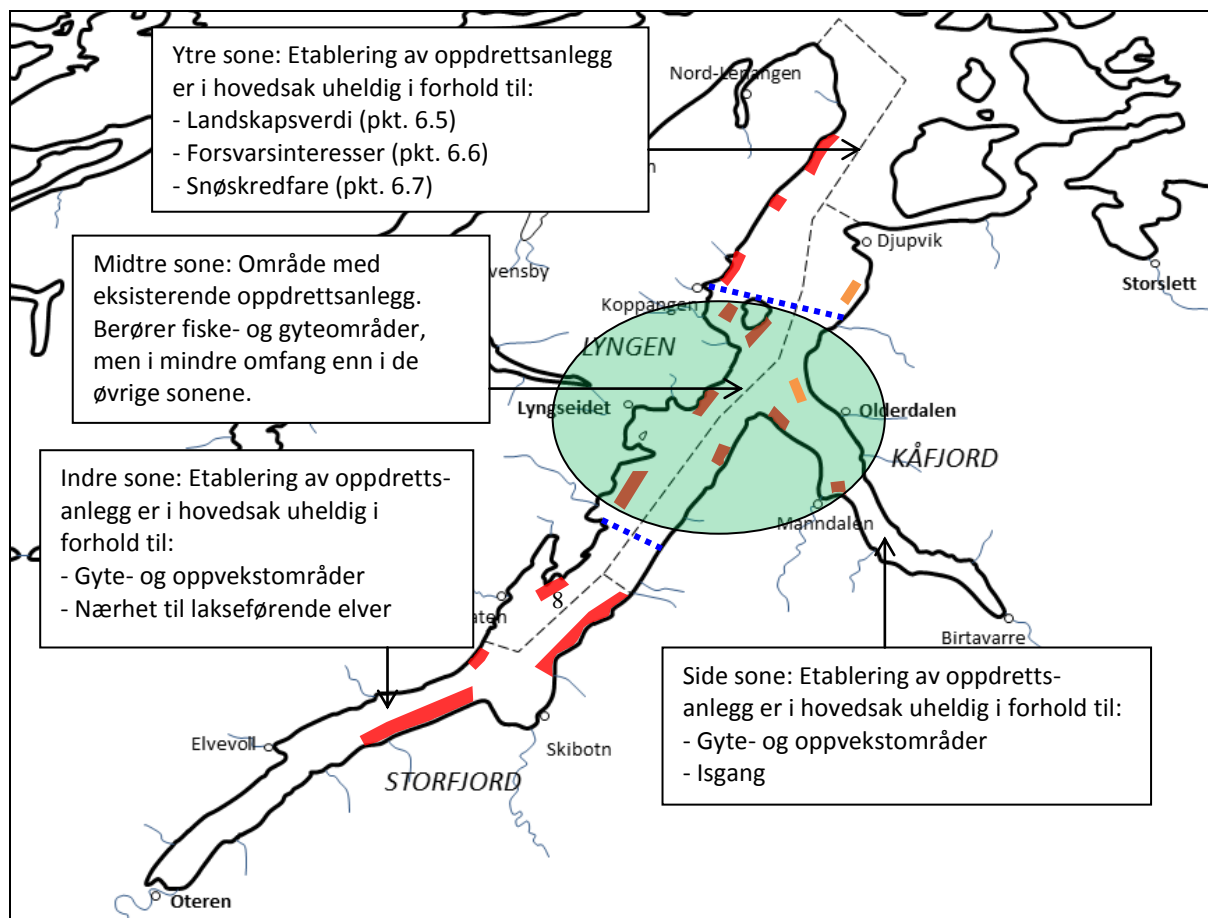 Ytre sone: Etablering av oppdrettsanlegg
er i hovedsak uheldig i forhold til:
- Landskapsverdi (pkt. 6.5)
- Forsvarsinteresser (pkt. 6.6)
- Snøskredfare (pkt. 6.7)
Nord-Lenangen
Djupvik
Storslett
Midtre sone: Område med
eksisterende oppdrettsanlegg.
Berører fiske- og gyteområder,
men i mindre omfang enn i de
øvrige sonene.
vensby
Koppangen
LYNGEN
Lyngseidet
Olderdalen
KÅFJORD
Indre sone: Etablering av oppdretts-
anlegg er i hovedsak uheldig i
forhold til:
- Gyte- og oppvekstområder
- Nærhet til lakseførende elver
Manndalen
8
aten
Birtavarre
Side sone: Etablering av oppdretts-
anlegg er i hovedsak uheldig i forhold til:
- Gyte- og oppvekstområder
- Isgang
Elvevoll
Skibotn
STORFJORD
Oteren